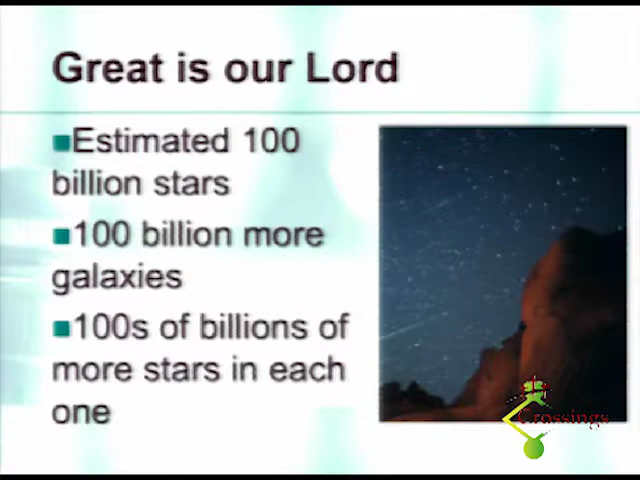 Great is our Lord
Estimated 100
billion stars
100 billion more
galaxies
100s of billions of
more stars in each
one
Crossings